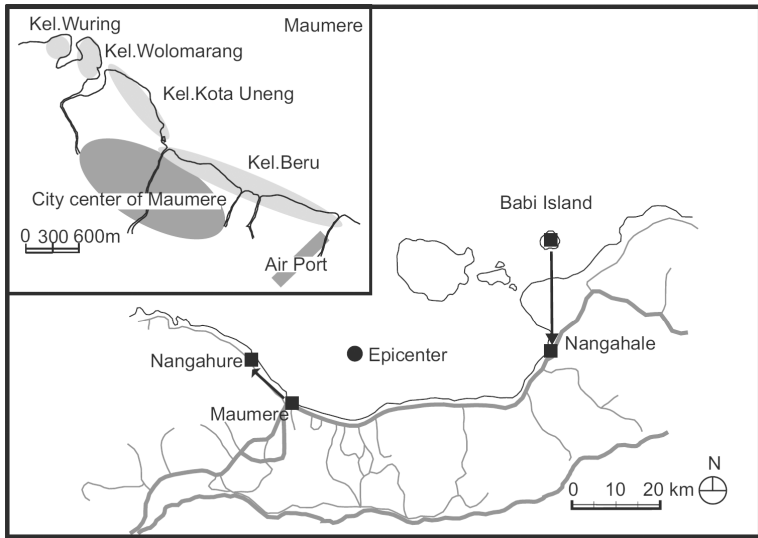 Maumere
Kel.Wuring
Kel.Wolomarang
Kel.Kota Uneng
Kel.Beru
City center of Maumere
0 300 600m
Air Port
Babi Island
Nangahure
Epicenter
Nangahale
Maumere
0 10 20 km
N